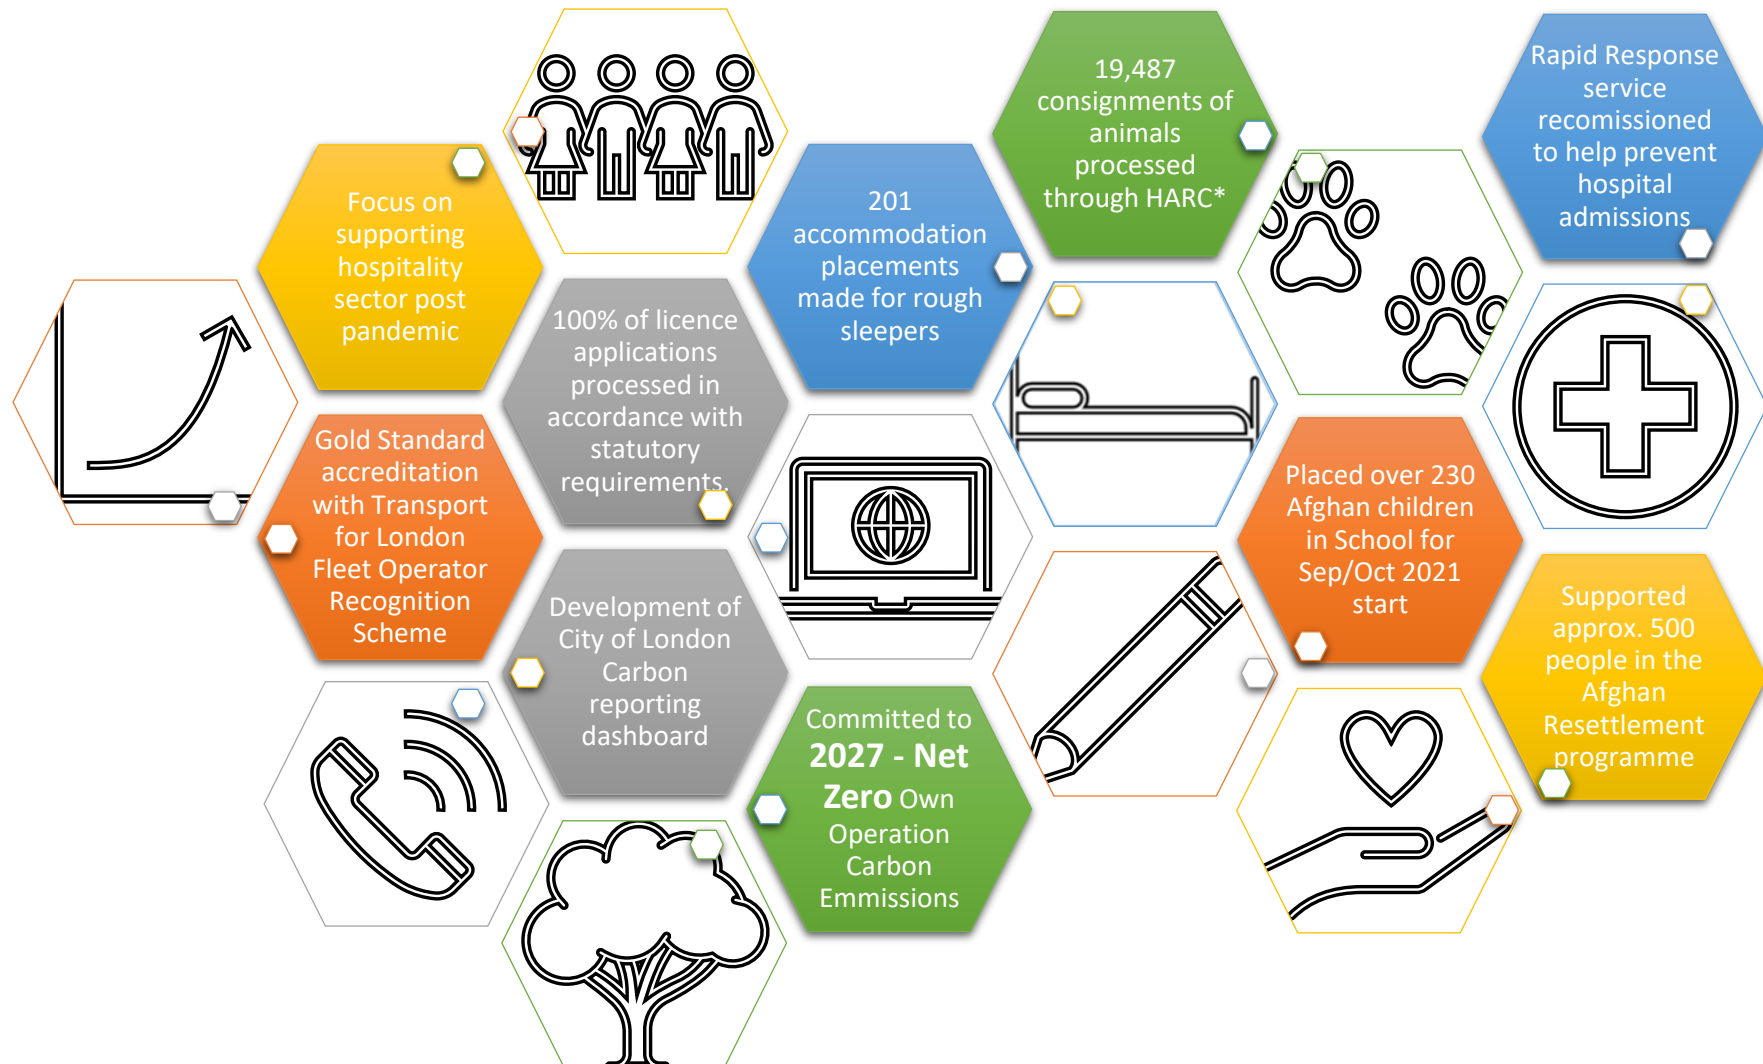 19,487
consignments of
animals
processed
through HARC*
Rapid Response
service
recomissioned
to help prevent
hospital
admissions
Focus on
supporting
hospitality
sector post
pandemic
201
accommodation
placements
made for rough
sleepers
100% of licence
applications
processed in
accordance with
statutory
requirements.
Gold Standard
accreditation
with Transport
for London
Fleet Operator
Recognition
Scheme
Placed over 230
Afghan children
in School for
Sep/Oct 2021
start
Development of
City of London
Carbon
reporting
dashboard
Supported
approx. 500
people in the
Afghan
Resettlement
programme
Committed to
2027 - Net
Zero Own
Operation
Carbon
Emmissions